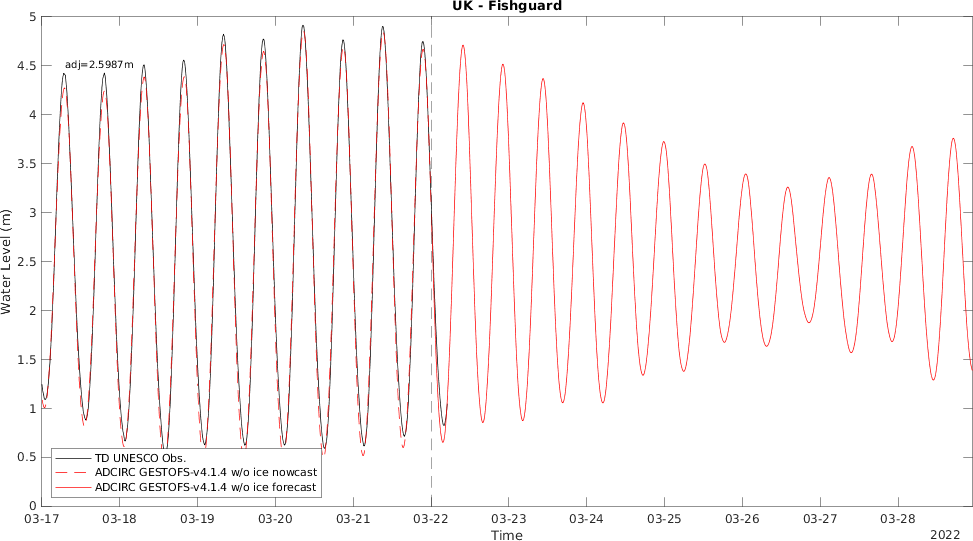 UK - Fishguard
adj=2.5987m
5
4.5
4
3.5
3
2.5
2
1.5
1
0.5
0
Water Level (m)
TD UNESCO Obs.
ADCIRC GESTOFS-v4.1.4 w/o ice nowcast
ADCIRC GESTOFS-v4.1.4 w/o ice forecast
03-17 03-18 03-19 03-20 03-21 03-22 03-23 03-24 03-25 03-26 03-27 03-28
Time
2022